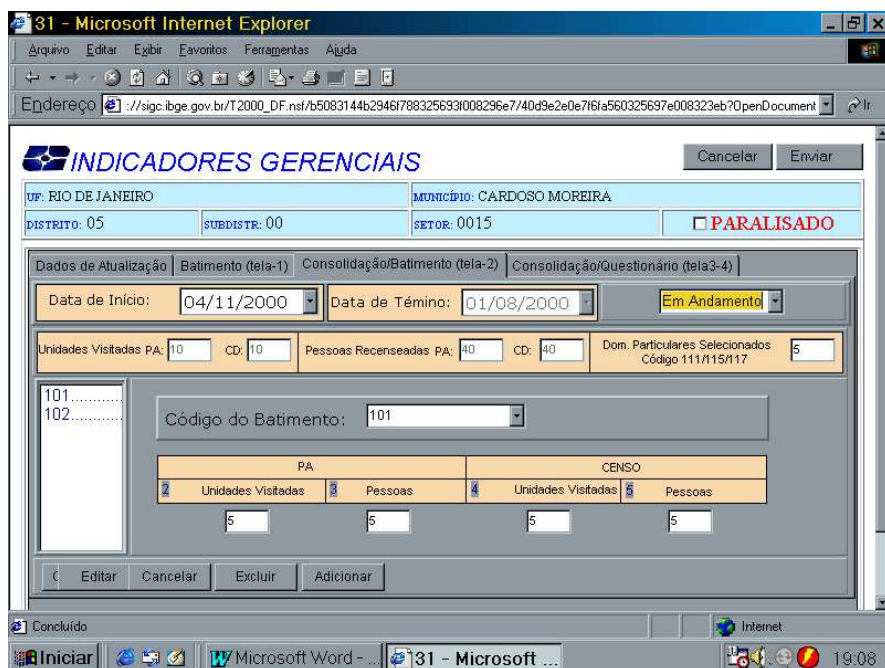 31 - Microsoft Internet Explorer
Arquivo Editar Exibir Favoritos Ferramentas Ajuda
Endereço ://sigc.ibge.gov.br/T2000_DF.nsf/b5083144b2946f788325693f008296e7/40d9e2e0e7f6fa560325697e008323eb?OpenDocument Ir
INDICADORES GERENCIAIS Cancelar Enviar
UF: RIO DE JANEIRO MUNICÍPIO: CARDOSO MOREIRA
DISTRITO: 05 SUBDISTR: 00 SETOR: 0015 PARALISADO
Dados de Atualização Batimento (tela-1) Consolidação/Batimento (tela-2) Consolidação/Questionário (tela3-4)
Data de Início: 04/11/2000 Data de Témino: 01/08/2000 Em Andamento
Unidades Visitadas PA: 10 CD: 10 Pessoas Recenseadas PA: 40 CD: 40 Dom. Particulares Selecionados 5
Código 111/115/117
101............
102............
Código do Batimento: 101
PA CENSO
2 Unidades Visitadas 3 Pessoas 4 Unidades Visitadas 5 Pessoas
5 5 5 5
Editar Cancelar Excluir Adicionar
Concluído Internet
Iniciar Microsoft Word - ... 31 - Microsoft ... 19:08